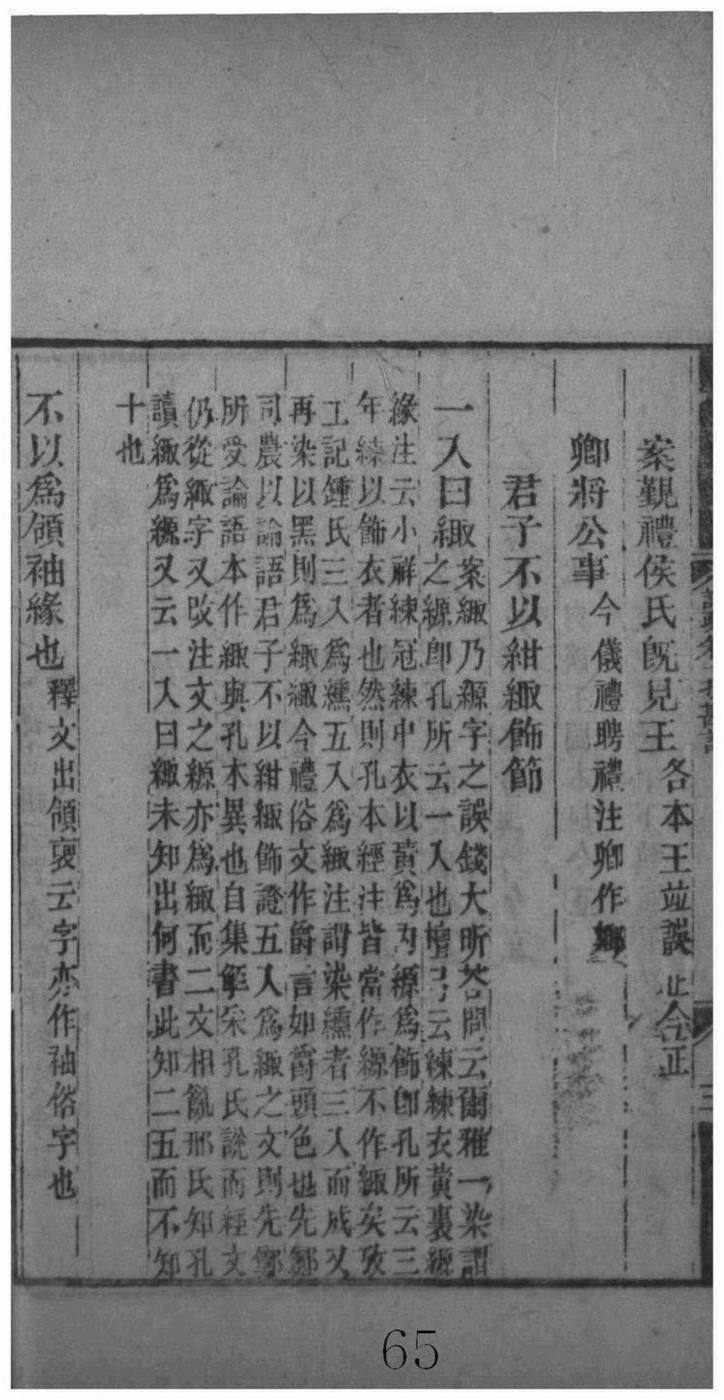 案覲禮侯氏旣見王各本王竝誤止今正
卿將公事今儀禮聘禮注卿作鄉
君子不以紺緅飾節
一入曰緅案緅乃縓字之誤錢大昕荅問云爾雅一染謂
之縓卽孔所云一入也檀弓云練練衣黃裏縓
緣注云小祥練冠練中衣以黃爲內縓爲飾卽孔所云三
年練以飾衣者也然則孔本經注皆當作縓不作緅矣攷
工記鍾氏三入爲纁五入爲緅注謂染纁者三入而成又
再染以黑則爲緅緅今禮俗文作爵言如爵頭色也先鄭
司農以論語君子不以紺緅飾證五入爲緅之文則先鄭
所受論語本作緅與孔本異也自集解采孔氏說而經文
仍從緅字又改注文之縓亦爲緅而二文相亂邢氏知孔
讀緅爲縓又云一入曰緅未知出何書此知二五而不知
十也
不以爲領袖緣也釋文出領褎云字亦作袖俗字也
三
65